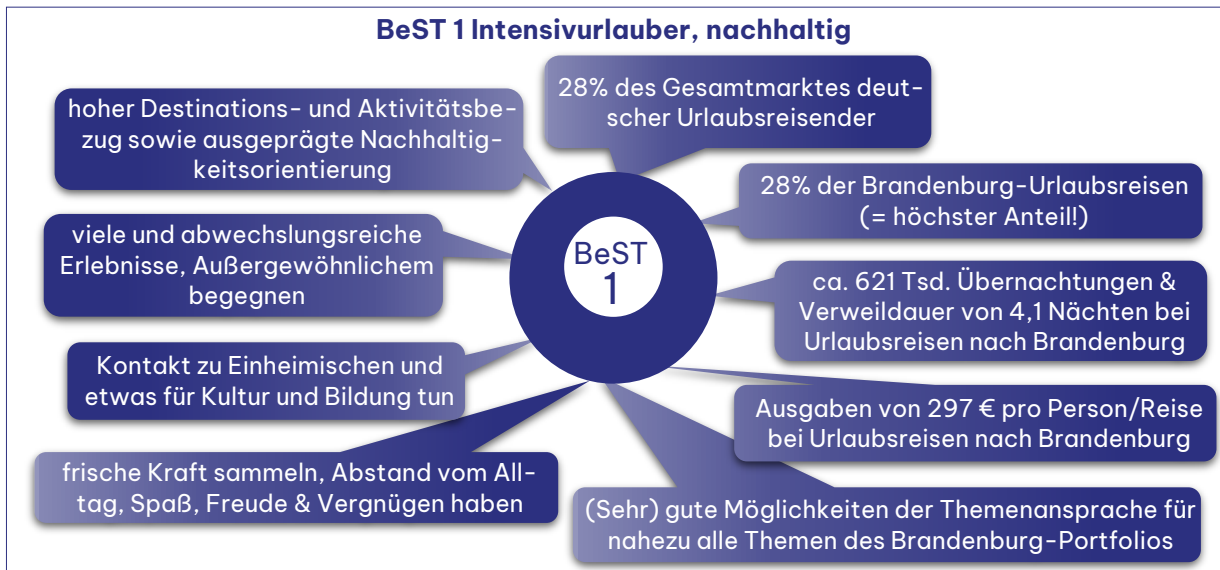 BeST 1 Intensivurlauber, nachhaltig
hoher Destinations- und Aktivitätsbe-
zug sowie ausgeprägte Nachhaltig-
keitsorientierung
28% des Gesamtmarktes deut-
scher Urlaubsreisender
viele und abwechslungsreiche
Erlebnisse, Außergewöhnlichem
begegnen
28% der Brandenburg-Urlaubsreisen
(= höchster Anteil!)
BeST
1
ca. 621 Tsd. Übernachtungen &
Verweildauer von 4,1 Nächten bei
Urlaubsreisen nach Brandenburg
Kontakt zu Einheimischen und
etwas für Kultur und Bildung tun
Ausgaben von 297 € pro Person/Reise
bei Urlaubsreisen nach Brandenburg
frische Kraft sammeln, Abstand vom All-
tag, Spaß, Freude & Vergnügen haben
(Sehr) gute Möglichkeiten der Themenansprache für
nahezu alle Themen des Brandenburg-Portfolios